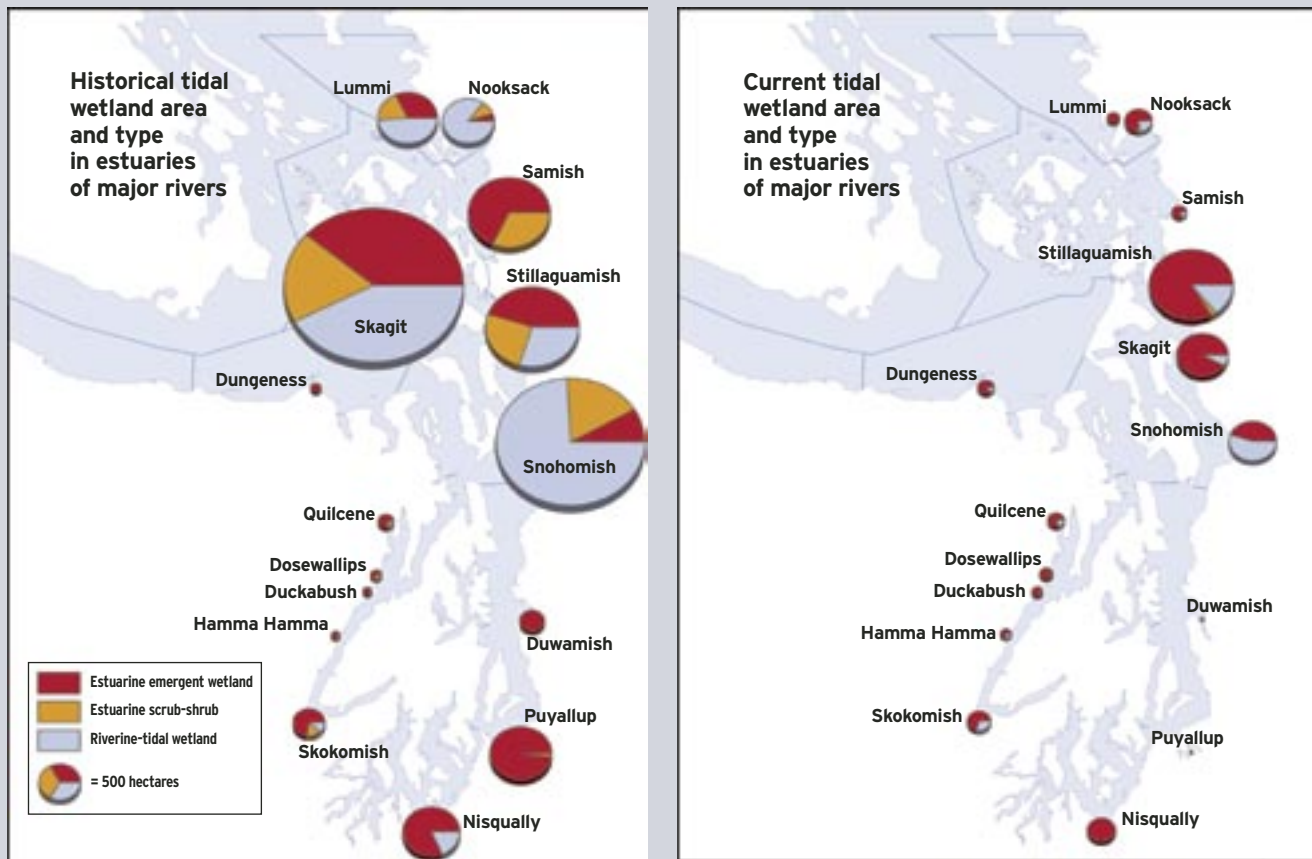 Historical tidal
wetland area
and type
in estuaries
of major rivers
Lummi
Nooksack
Samish
Stillaguamish
Skagit
Dungeness
Snohomish
Quilcene
Dosewallips
Duckabush
Hamma Hamma
Duwamish
Puyallup
Skokomish
Nisqually
Estuarine emergent wetland
Estuarine scrub-shrub
Riverine-tidal wetland
= 500 hectares
Current tidal
wetland area
and type
in estuaries
of major rivers
Lummi
Nooksack
Samish
Stillaguamish
Skagit
Dungeness
Snohomish
Quilcene
Dosewallips
Duckabush
Duwamish
Hamma Hamma
Skokomish
Puyallup
Nisqually